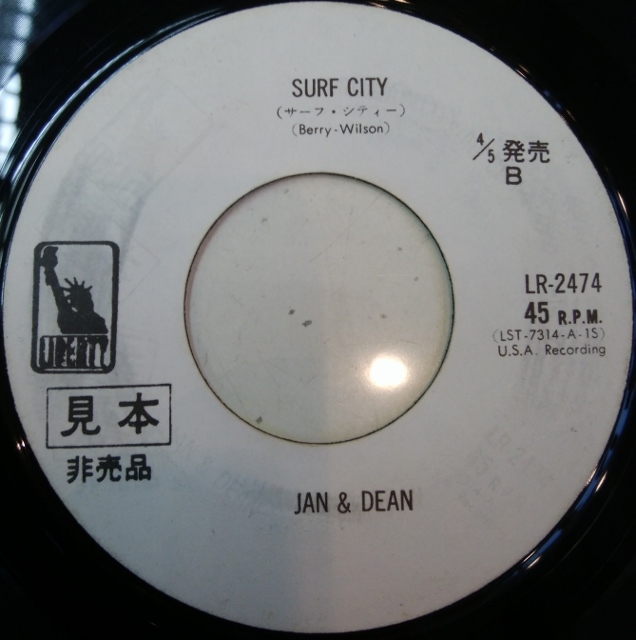 SURF CITY
(サーフ・シティー)
(Berry-Wilson)
4/5 発売
B
LIBERTY
LR-2474
45 R.P.M.
(LST-7314-A-1S)
U.S.A. Recording
見本
非売品
JAN & DEAN